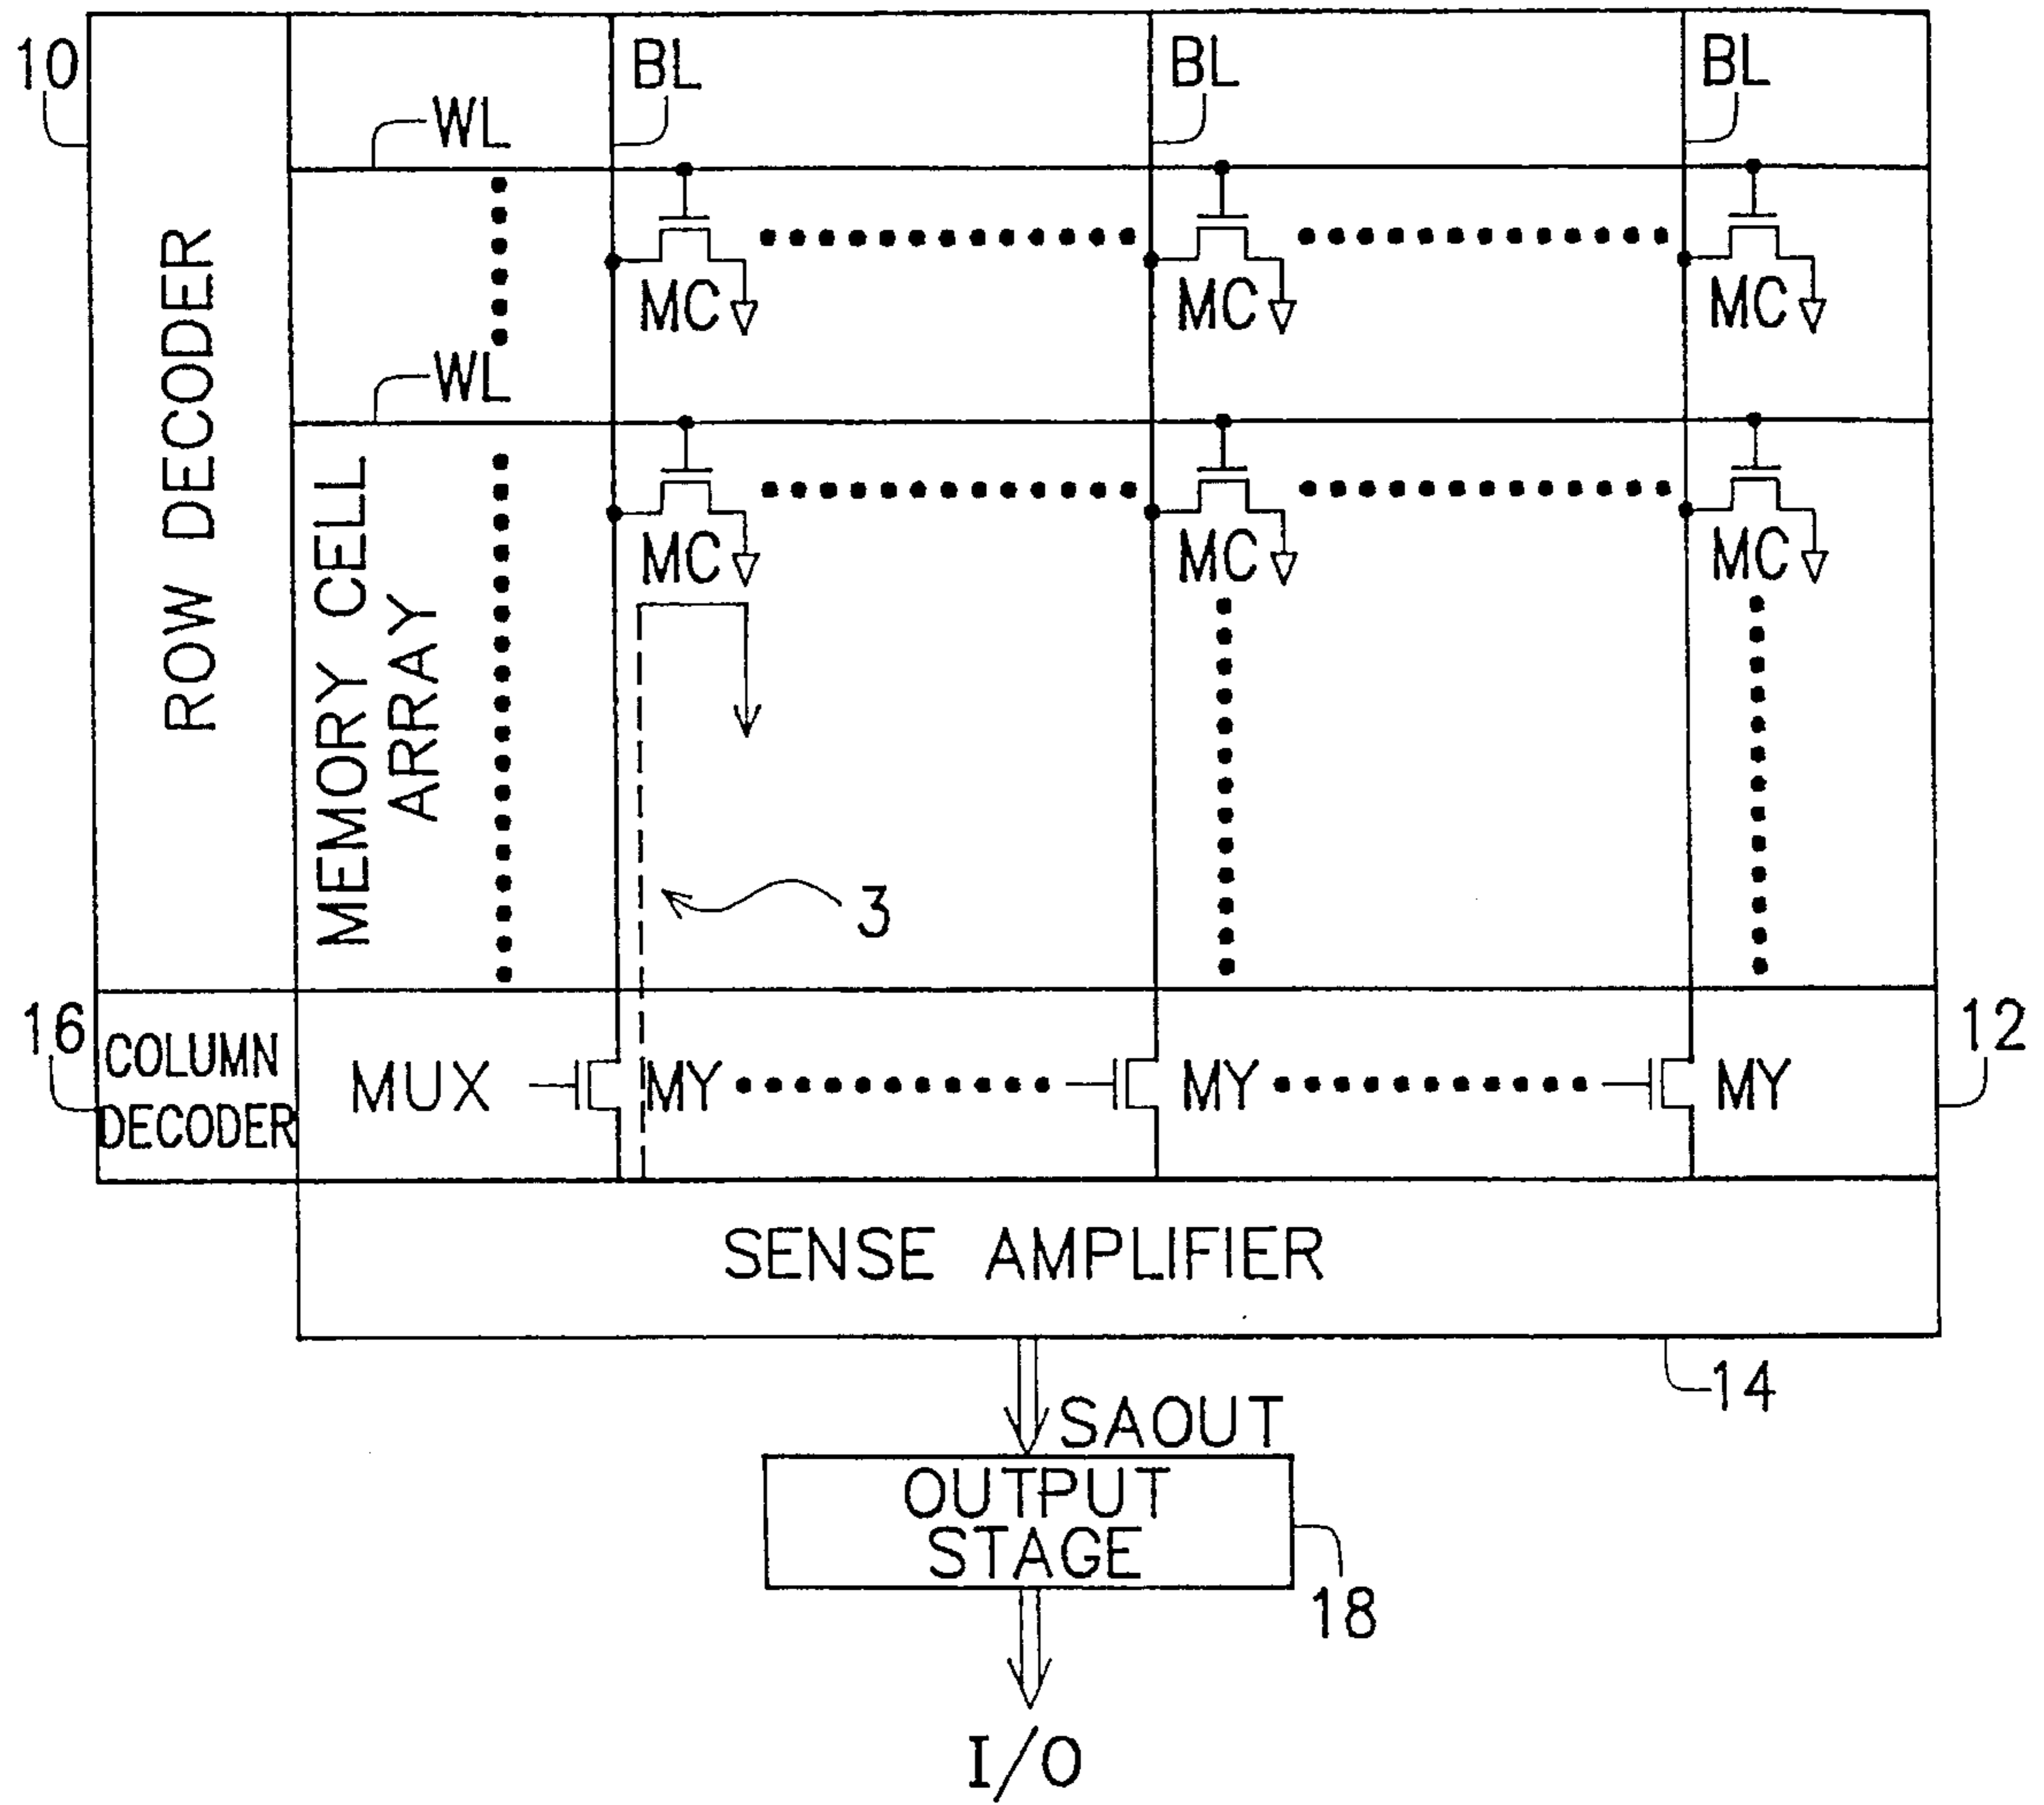 10
BL
BL
BL
WL
MC
MC
MC
WL
MC
MC
MC
ROW DECODER
MEMORY CELL
ARRAY
3
16
COLUMN
DECODER
MUX
MY
MY
MY
12
SENSE AMPLIFIER
14
SAOUT
OUTPUT
STAGE
18
I/O